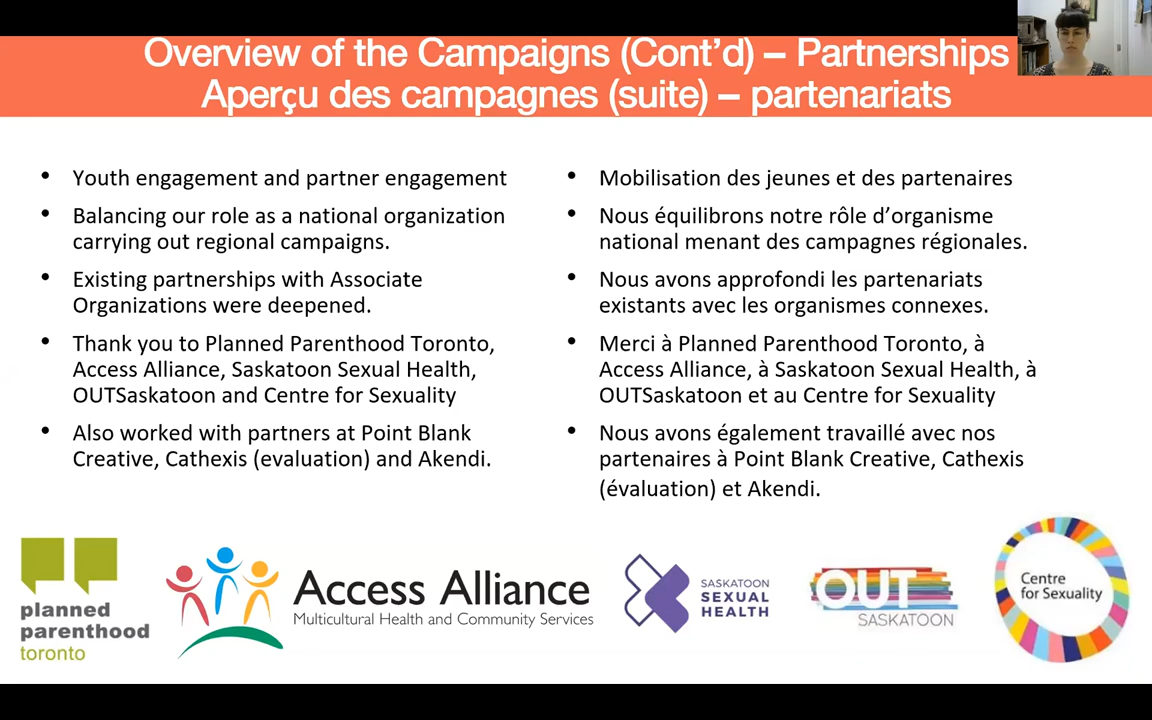 Overview of the Campaigns (Cont’d) – Partnerships
Aperçu des campagnes (suite) – partenariats
• Youth engagement and partner engagement
• Balancing our role as a national organization
carrying out regional campaigns.
• Existing partnerships with Associate
Organizations were deepened.
• Thank you to Planned Parenthood Toronto,
Access Alliance, Saskatoon Sexual Health,
OUTSaskatoon and Centre for Sexuality
• Also worked with partners at Point Blank
Creative, Cathexis (evaluation) and Akendi.
• Mobilisation des jeunes et des partenaires
• Nous équilibrons notre rôle d’organisme
national menant des campagnes régionales.
• Nous avons approfondi les partenariats
existants avec les organismes connexes.
• Merci à Planned Parenthood Toronto, à
Access Alliance, à Saskatoon Sexual Health, à
OUTSaskatoon et au Centre for Sexuality
• Nous avons également travaillé avec nos
partenaires à Point Blank Creative, Cathexis
(évaluation) et Akendi.
planned
parenthood
toronto
Access Alliance
Multicultural Health and Community Services
SASKATOON
SEXUAL
HEALTH
OUT
SASKATOON
Centre
for Sexuality